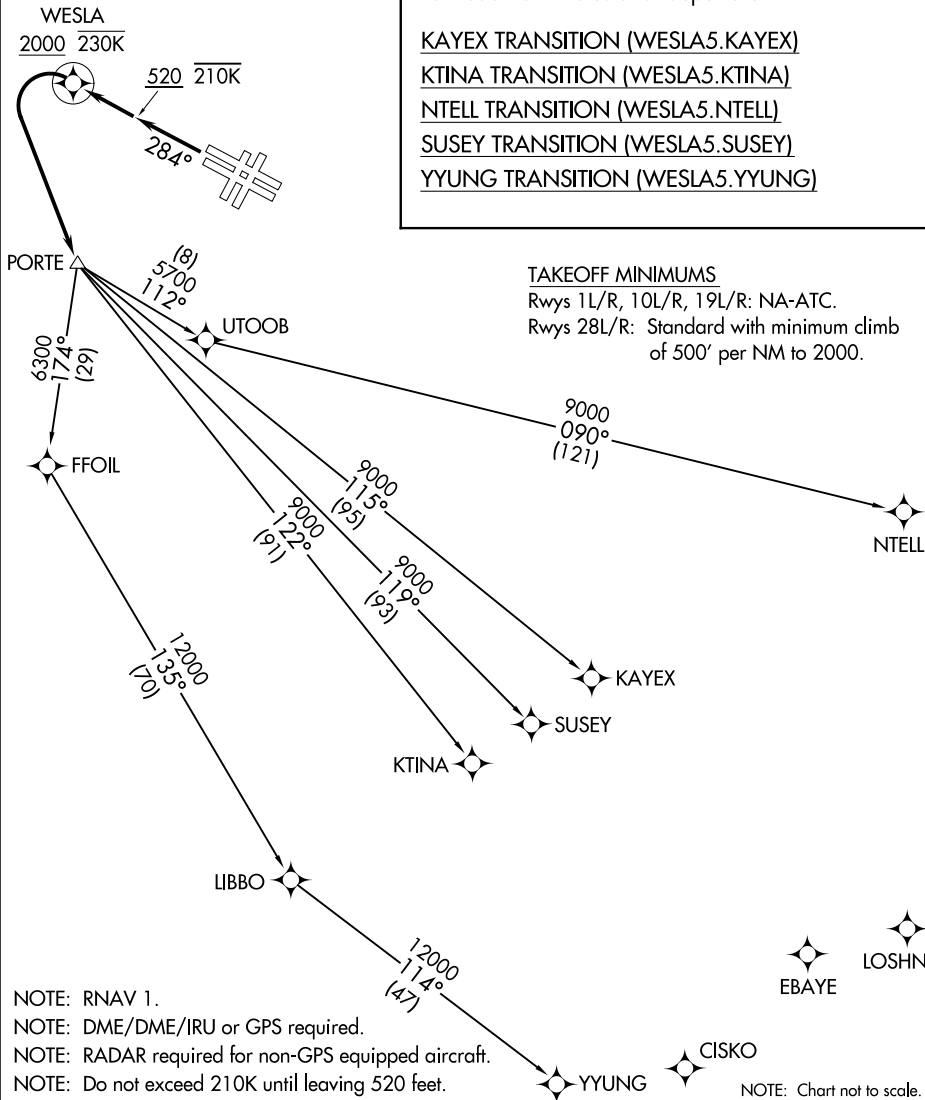 WESLA
2000 230K
520 210K
284°
KAYEX TRANSITION (WESLA5.KAYEX)
KTINA TRANSITION (WESLA5.KTINA)
NTELL TRANSITION (WESLA5.NTELL)
SUSEY TRANSITION (WESLA5.SUSEY)
YYUNG TRANSITION (WESLA5.YYUNG)
PORTE
(8)
5700
112°
UTOOB
TAKEOFF MINIMUMS
Rwys 1L/R, 10L/R, 19L/R: NA-ATC.
Rwys 28L/R: Standard with minimum climb
of 500' per NM to 2000.
6300
174°
(29)
FFOIL
9000
090°
(121)
NTELL
9000
115°
(95)
9000
122°
(91)
9000
119°
(93)
12000
135°
(70)
KAYEX
SUSEY
KTINA
LIBBO
12000
114°
(47)
EBAYE
LOSHN
CISKO
YYUNG
NOTE: RNAV 1.
NOTE: DME/DME/IRU or GPS required.
NOTE: RADAR required for non-GPS equipped aircraft.
NOTE: Do not exceed 210K until leaving 520 feet.
NOTE: Chart not to scale.